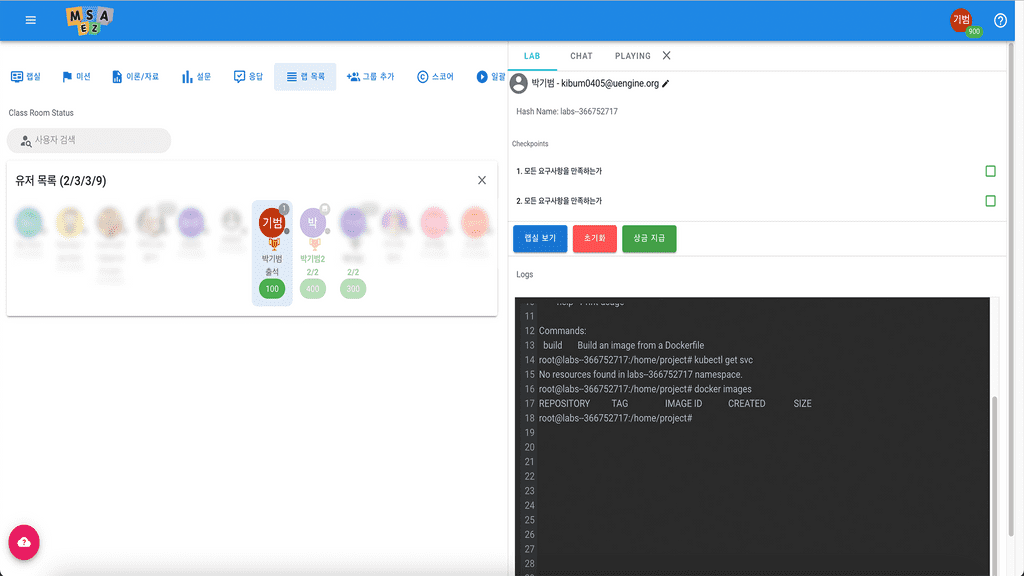 MSA
EZ
기범
900
랩실
미션
이론/자료
설문
응답
랩 목록
그룹 추가
스코어
일괄
Class Room Status
사용자 검색
유저 목록 (2/3/3/9)
기범
1
박기범
출석
100
박
박기범2
2/2
400
2/2
300
LAB
CHAT
PLAYING
박기범 - kibum0405@uengine.org
Hash Name: labs--366752717
Checkpoints
1. 모든 요구사항을 만족하는가
2. 모든 요구사항을 만족하는가
랩실 보기
초기화
상금 지급
Logs
11
12 Commands:
13 build Build an image from a Dockerfile
14 root@labs--366752717:/home/project# kubectl get svc
15 No resources found in labs--366752717 namespace.
16 root@labs--366752717:/home/project# docker images
17 REPOSITORY TAG IMAGE ID CREATED SIZE
18 root@labs--366752717:/home/project#
19
20
21
22
23
24
25
26
27
28